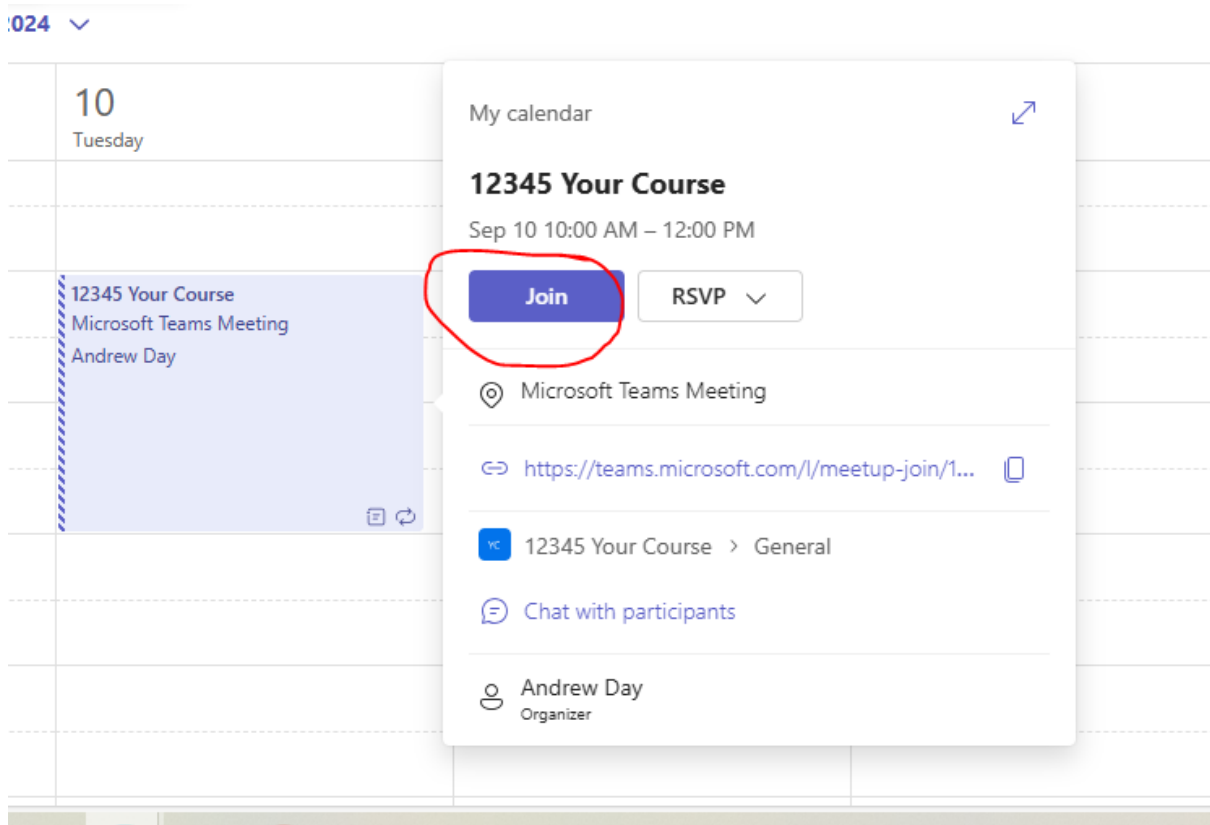 2024
10
Tuesday
12345 Your Course
Microsoft Teams Meeting
Andrew Day
My calendar
12345 Your Course
Sep 10 10:00 AM – 12:00 PM
Join
RSVP
Microsoft Teams Meeting
https://teams.microsoft.com/l/meetup-join/1...
YC
12345 Your Course > General
Chat with participants
Andrew Day
Organizer